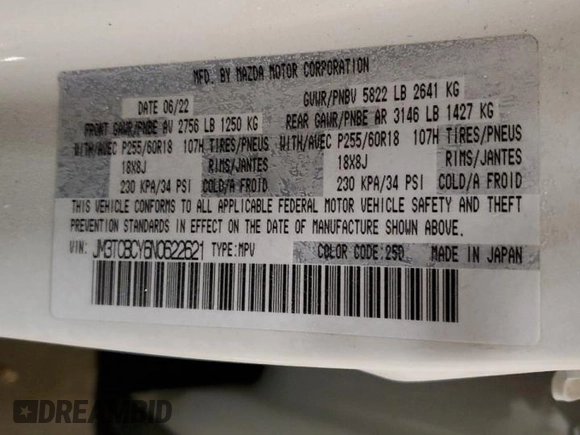 MFD. BY MAZDA MOTOR CORPORATION
DATE 06/22 GVWR/PNBV 5822 LB 2641 KG
FRONT GAWR/PNBE AV 2756 LB 1250 KG REAR GAWR/PNBE AR 3146 LB 1427 KG
WITH/AVEC P255/60R18 107H TIRES/PNEUS WITH/AVEC P255/60R18 107H TIRES/PNEUS
18X8J RIMS/JANTES 18X8J RIMS/JANTES
230 KPA/34 PSI COLD/A FROID 230 KPA/34 PSI COLD/A FROID
THIS VEHICLE CONFORMS TO ALL APPLICABLE FEDERAL MOTOR VEHICLE SAFETY AND THEFT
PREVENTION STANDARDS IN EFFECT ON THE DATE OF MANUFACTURE SHOWN ABOVE.
VIN: JM3TCBCY6N0622621 TYPE:MPV COLOR CODE:25D MADE IN JAPAN
DREAMBID